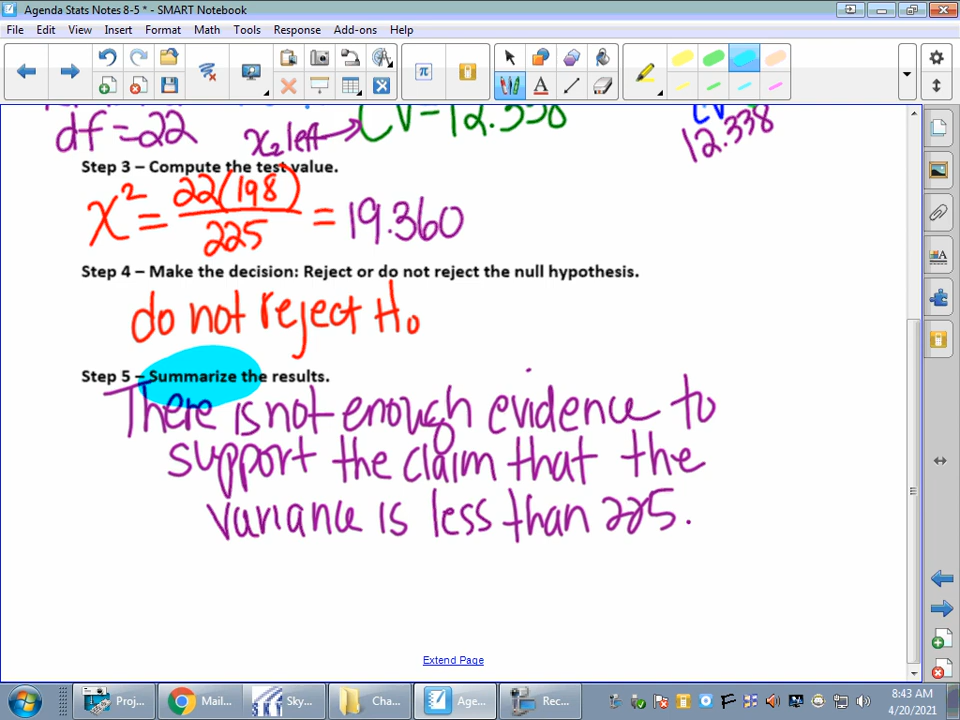 Agenda Stats Notes 8-5 * - SMART Notebook
File Edit View Insert Format Math Tools Response Add-ons Help
df = 22 x₂ left → CV - 12.338
CV
12.338
Step 3 – Compute the test value.
χ² = 22(198) / 225 = 19.360
Step 4 – Make the decision: Reject or do not reject the null hypothesis.
do not reject H₀
Step 5 – Summarize the results.
There is not enough evidence to
support the claim that the
variance is less than 225.
Extend Page
Proj... Mail... Sky... Cha... Age... Rec...
8:43 AM
4/20/2021